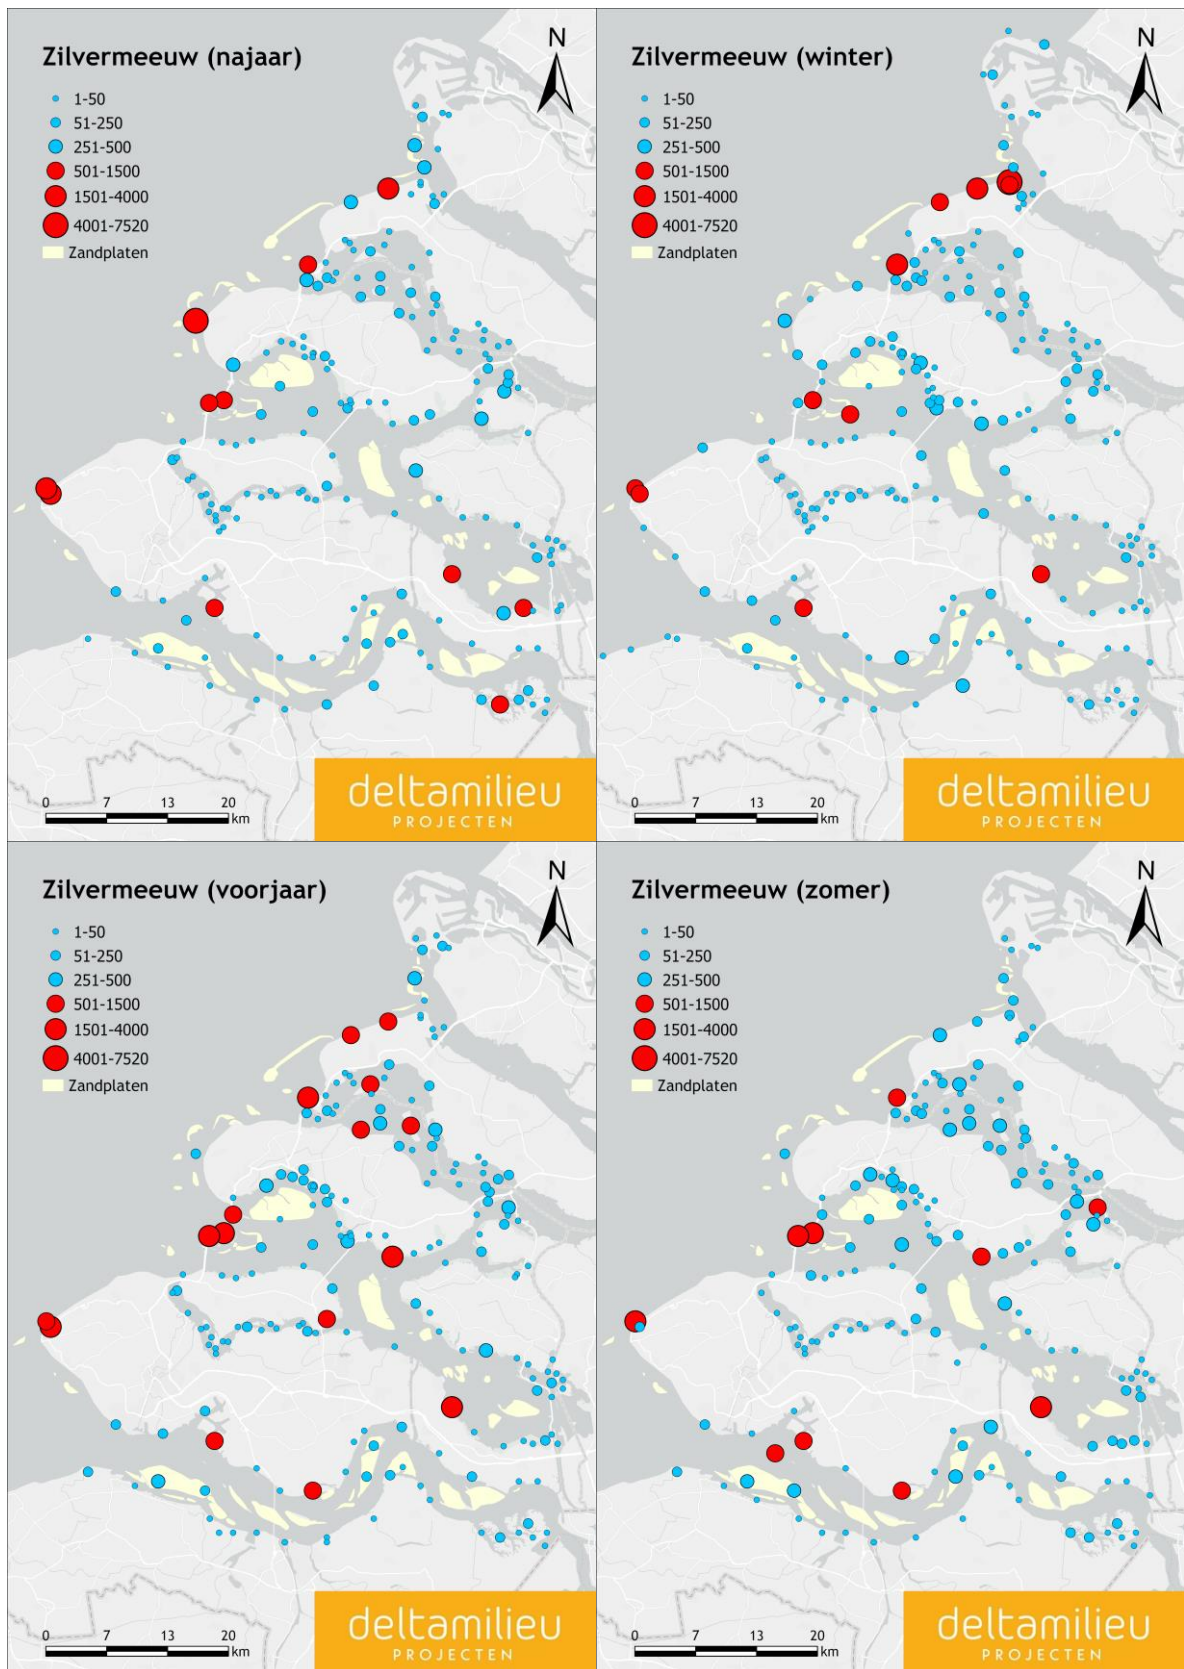 Zilvermeeuw (najaar)
N
1-50
51-250
251-500
501-1500
1501-4000
4001-7520
Zandplaten
0 7 13 20
km
deltamilieu
PROJECTEN
Zilvermeeuw (winter)
N
1-50
51-250
251-500
501-1500
1501-4000
4001-7520
Zandplaten
0 7 13 20
km
deltamilieu
PROJECTEN
Zilvermeeuw (voorjaar)
N
1-50
51-250
251-500
501-1500
1501-4000
4001-7520
Zandplaten
0 7 13 20
km
deltamilieu
PROJECTEN
Zilvermeeuw (zomer)
N
1-50
51-250
251-500
501-1500
1501-4000
4001-7520
Zandplaten
0 7 13 20
km
deltamilieu
PROJECTEN